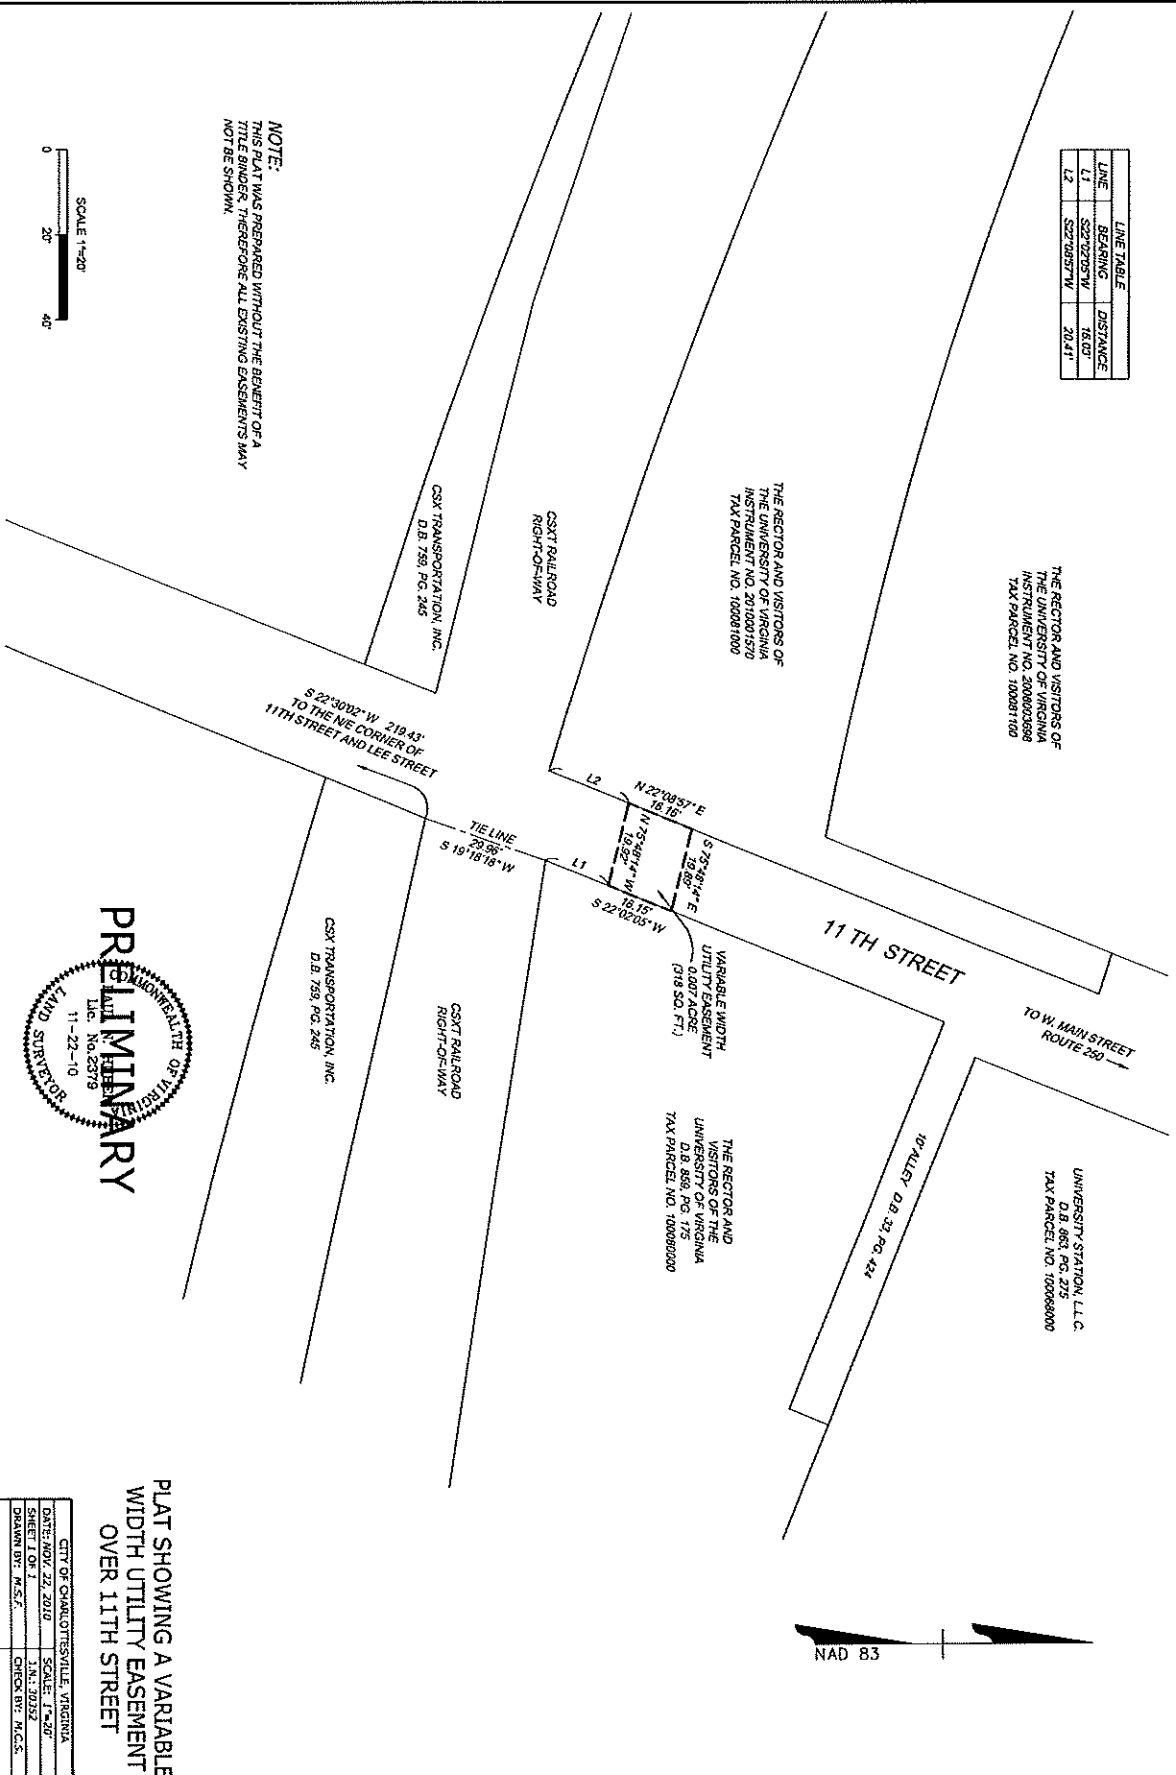 LINE TABLE
LINE BEARING DISTANCE
L1 S22°02'05"W 16.03'
L2 S22°08'57"W 20.41'
THE RECTOR AND VISITORS OF
THE UNIVERSITY OF VIRGINIA
INSTRUMENT NO. 2008003698
TAX PARCEL NO. 100081100
THE RECTOR AND VISITORS OF
THE UNIVERSITY OF VIRGINIA
INSTRUMENT NO. 2010001570
TAX PARCEL NO. 100081000
TO W. MAIN STREET
ROUTE 250
UNIVERSITY STATION, L.L.C.
D.B. 863, PG. 275
TAX PARCEL NO. 100068000
10' ALLEY D.B. 33, PG. 424
11 TH STREET
NAD 83
VARIABLE WIDTH
UTILITY EASEMENT
0.007 ACRE
(318 SQ. FT.)
THE RECTOR AND
VISITORS OF THE
UNIVERSITY OF VIRGINIA
D.B. 859, PG. 175
TAX PARCEL NO. 100080000
N 22°08'57" E
16.16'
S 75°48'14" E
19.89'
N 75°48'14" W
19.92'
16.15'
S 22°02'05" W
L2
L1
TIE LINE
29.96'
S 19°18'18" W
CSXT RAILROAD
RIGHT-OF-WAY
CSX TRANSPORTATION, INC.
D.B. 759, PG. 245
S 22°30'02" W 219.43'
TO THE N/E CORNER OF
11TH STREET AND LEE STREET
CSXT RAILROAD
RIGHT-OF-WAY
CSX TRANSPORTATION, INC.
D.B. 759, PG. 245
NOTE:
THIS PLAT WAS PREPARED WITHOUT THE BENEFIT OF A
TITLE BINDER, THEREFORE ALL EXISTING EASEMENTS MAY
NOT BE SHOWN.
SCALE 1"=20'
0 20' 40'
COMMONWEALTH OF VIRGINIA
PRELIMINARY
Lic. No.2379
11-22-10
LAND SURVEYOR
PLAT SHOWING A VARIABLE
WIDTH UTILITY EASEMENT
OVER 11TH STREET
CITY OF CHARLOTTESVILLE, VIRGINIA
DATE: NOV. 22, 2010 SCALE: 1"=20'
SHEET 1 OF 1 J.N.: 30352
DRAWN BY: M.S.F. CHECK BY: M.C.S.